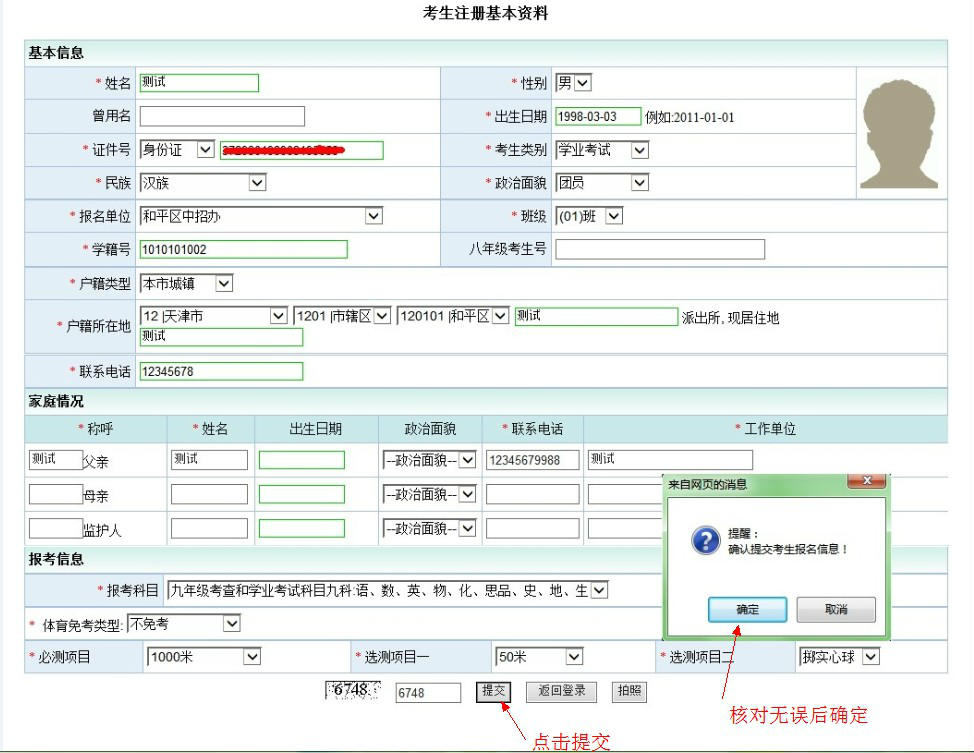 考生注册基本资料
基本信息
* 姓名 测试 * 性别 男
曾用名 * 出生日期 1998-03-03 例如:2011-01-01
* 证件号 身份证 * 考生类别 学业考试
* 民族 汉族 * 政治面貌 团员
* 报名单位 和平区中招办 * 班级 (01)班
* 学籍号 1010101002 八年级考生号
* 户籍类型 本市城镇
* 户籍所在地 12 |天津市 1201 |市辖区 120101 |和平区 测试 派出所, 现居住地
测试
* 联系电话 12345678
家庭情况
* 称呼 * 姓名 出生日期 政治面貌 * 联系电话 * 工作单位
测试 父亲 测试 --政治面貌-- 12345679988 测试
母亲 --政治面貌--
监护人 --政治面貌--
来自网页的消息
X
?
提醒：
确认提交考生报名信息！
确定 取消
报考信息
* 报考科目 九年级考查和学业考试科目九科:语、数、英、物、化、思品、史、地、生
* 体育免考类型: 不免考
* 必测项目 1000米 * 选测项目一 50米 * 选测项目二 掷实心球
6748 6748 提交 返回登录 拍照
核对无误后确定
点击提交